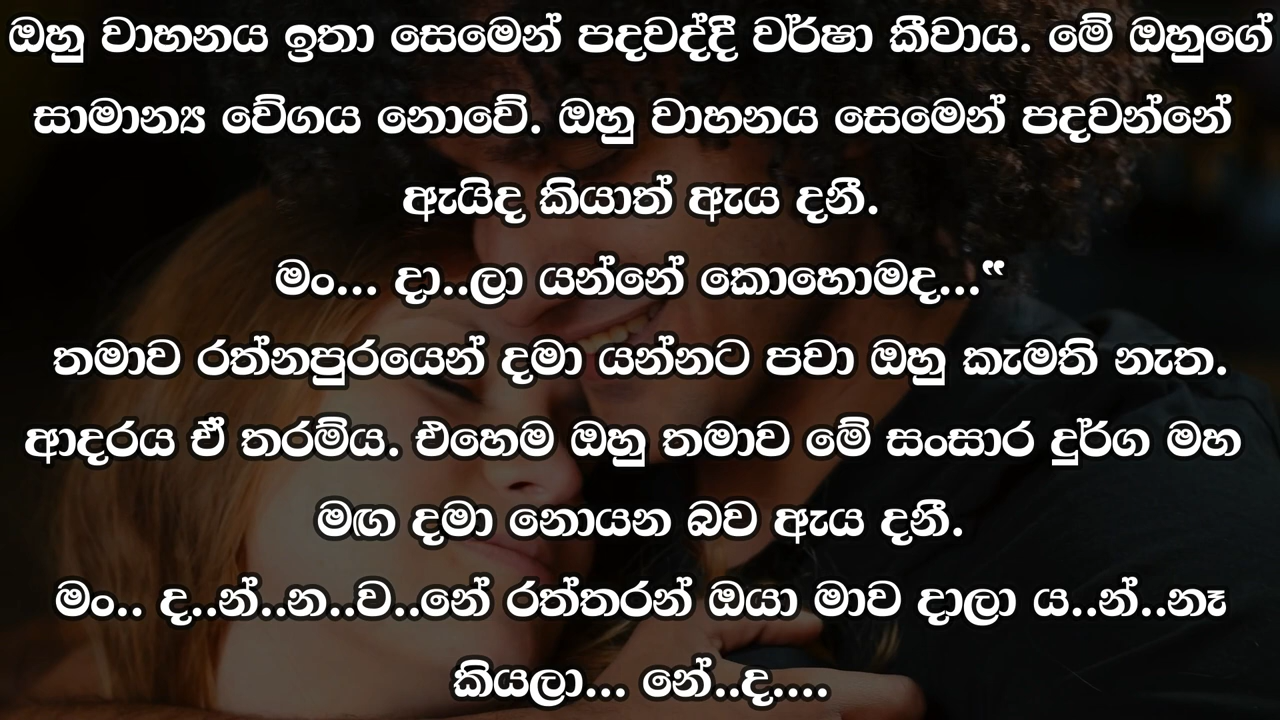 ඔහු වාහනය ඉතා සෙමෙන් පදවද්දී වර්ෂා කීවාය. මේ ඔහුගේ
සාමාන්‍ය වේගය නොවේ. ඔහු වාහනය සෙමෙන් පදවන්නේ
ඇයිද කියාත් ඇය දනී.
මං... දා..ලා යන්නේ කොහොමද...“
තමාව රත්නපුරයෙන් දමා යන්නට පවා ඔහු කැමති නැත.
ආදරය ඒ තරම්ය. එහෙම ඔහු තමාව මේ සංසාර දුර්ග මහ
මඟ දමා නොයන බව ඇය දනී.
මං.. ද..න්..න..ව..නේ රත්තරන් ඔයා මාව දාලා ය..න්..නෑ
කියලා... නේ..ද....